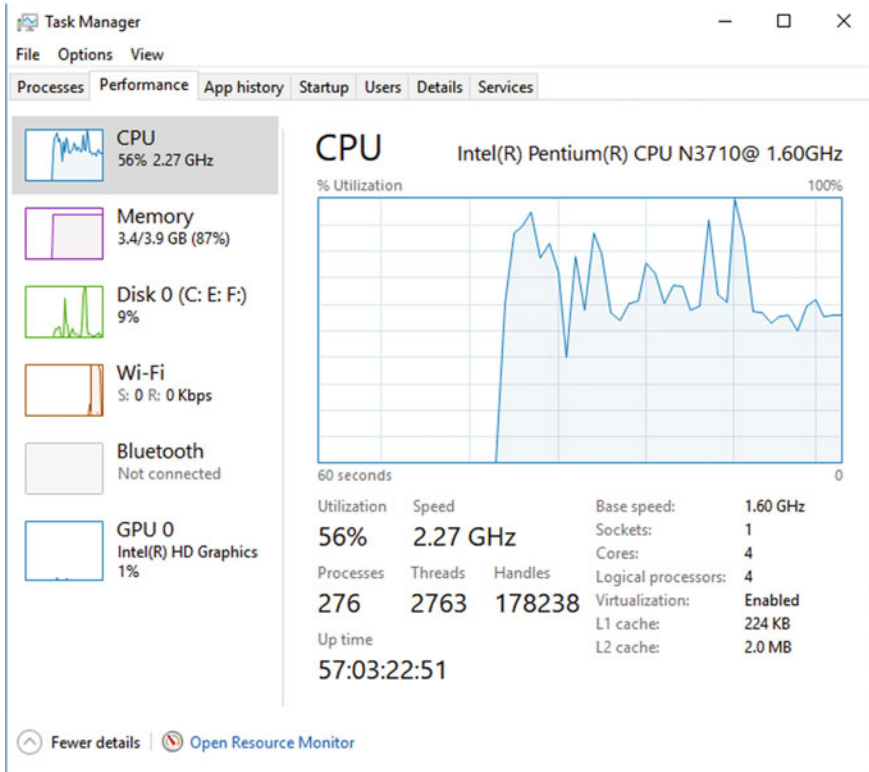 Task Manager
File Options View
Processes Performance App history Startup Users Details Services
CPU
56% 2.27 GHz
Memory
3.4/3.9 GB (87%)
Disk 0 (C: E: F:)
9%
Wi-Fi
S: 0 R: 0 Kbps
Bluetooth
Not connected
GPU 0
Intel(R) HD Graphics
1%
CPU Intel(R) Pentium(R) CPU N3710@ 1.60GHz
% Utilization 100%
60 seconds 0
Utilization Speed
56% 2.27 GHz
Processes Threads Handles
276 2763 178238
Up time
57:03:22:51
Base speed: 1.60 GHz
Sockets: 1
Cores: 4
Logical processors: 4
Virtualization: Enabled
L1 cache: 224 KB
L2 cache: 2.0 MB
Fewer details Open Resource Monitor